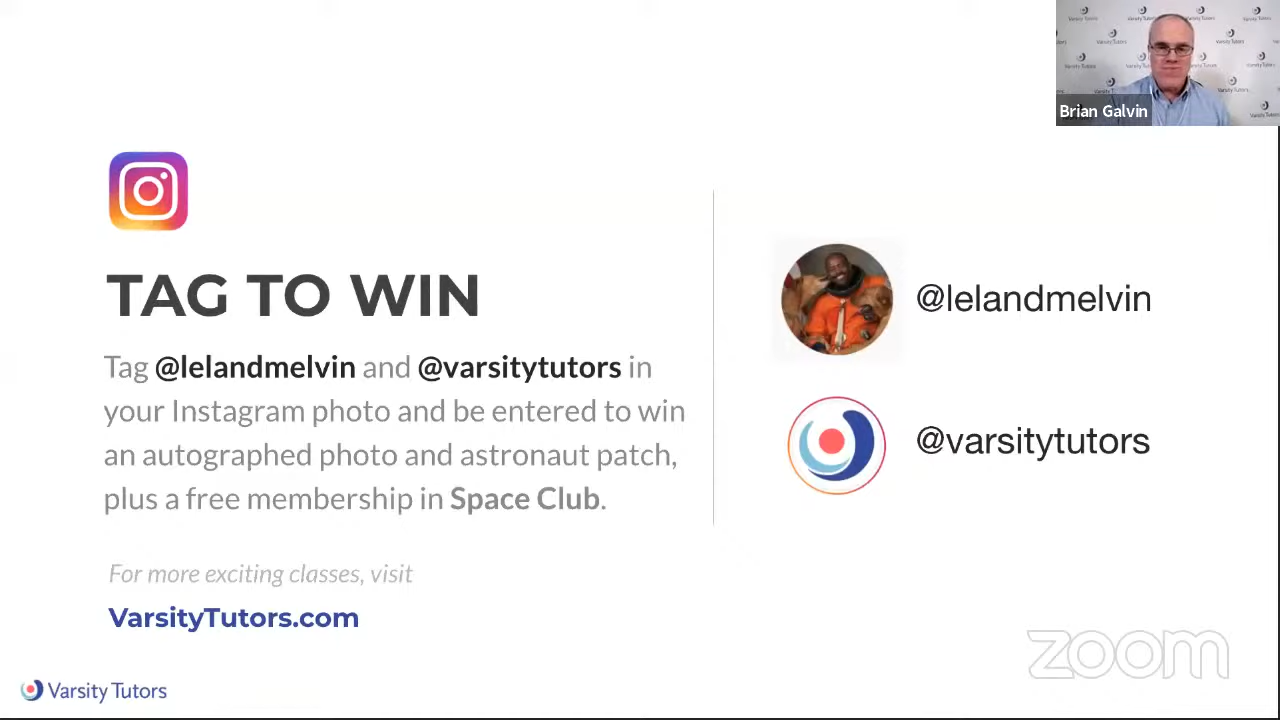 Brian Galvin
TAG TO WIN
Tag @lelandmelvin and @varsitytutors in
your Instagram photo and be entered to win
an autographed photo and astronaut patch,
plus a free membership in Space Club.
For more exciting classes, visit
VarsityTutors.com
@lelandmelvin
@varsitytutors
zoom
Varsity Tutors